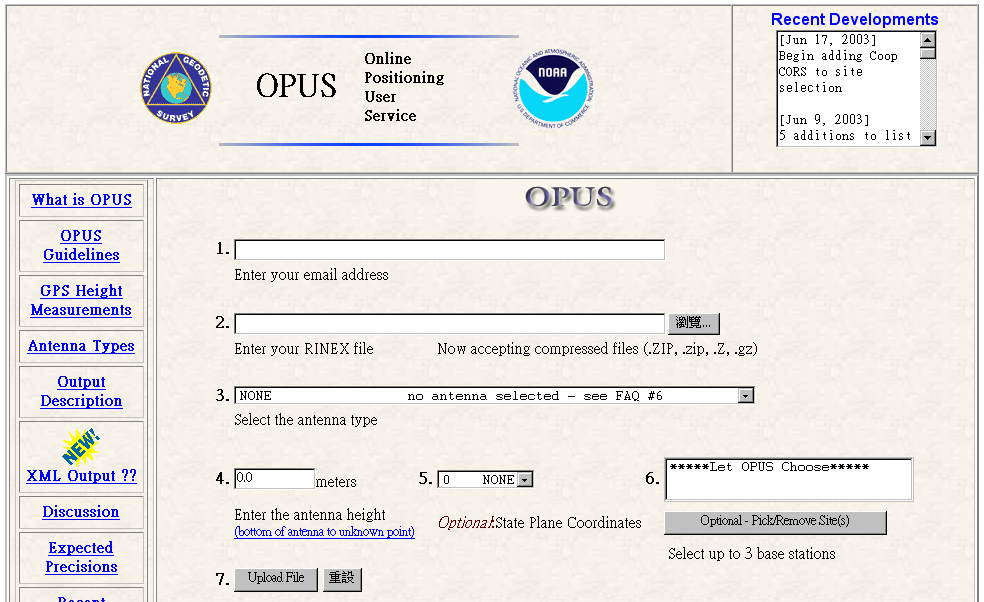 NATIONAL GEODETIC SURVEY
OPUS
Online
Positioning
User
Service
NATIONAL OCEANIC AND ATMOSPHERIC ADMINISTRATION
NOAA
U.S. DEPARTMENT OF COMMERCE
Recent Developments
[Jun 17, 2003]
Begin adding Coop
CORS to site
selection
[Jun 9, 2003]
5 additions to list
What is OPUS
OPUS
Guidelines
GPS Height
Measurements
Antenna Types
Output
Description
NEW!
XML Output ??
Discussion
Expected
Precisions
Recent
OPUS
1.
Enter your email address
2. 瀏覽...
Enter your RINEX file Now accepting compressed files (.ZIP, .zip, .Z, .gz)
3. NONE no antenna selected - see FAQ #6
Select the antenna type
4. 0.0 meters
Enter the antenna height
(bottom of antenna to unknown point)
5. 0 NONE
Optional:State Plane Coordinates
6. *****Let OPUS Choose*****
Optional - Pick/Remove Site(s)
Select up to 3 base stations
7. Upload File 重設